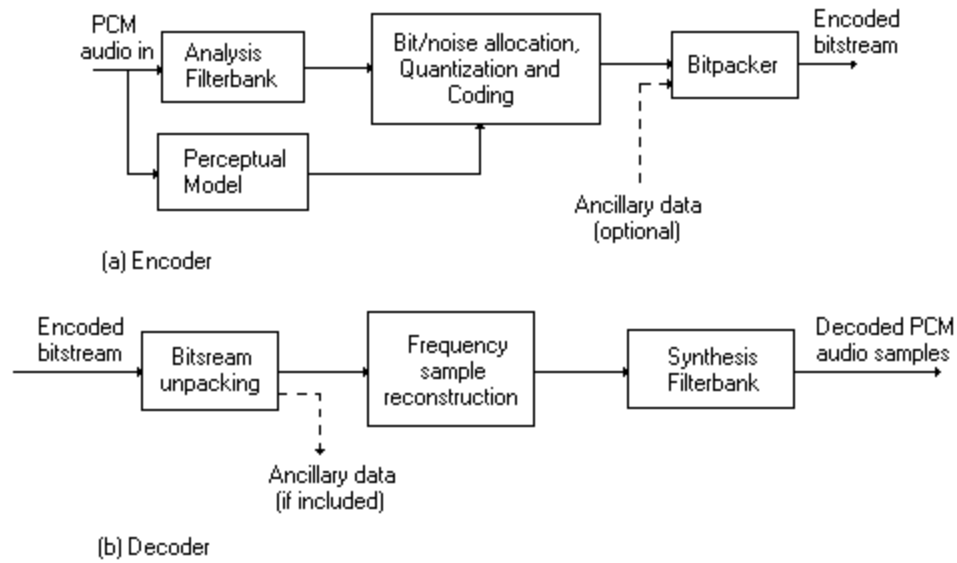 PCM
audio in
Analysis
Filterbank
Bit/noise allocation,
Quantization and
Coding
Bitpacker
Encoded
bitstream
Perceptual
Model
Ancillary data
(optional)
(a) Encoder
Encoded
bitstream
Bitsream
unpacking
Frequency
sample
reconstruction
Synthesis
Filterbank
Decoded PCM
audio samples
Ancillary data
(if included)
(b) Decoder